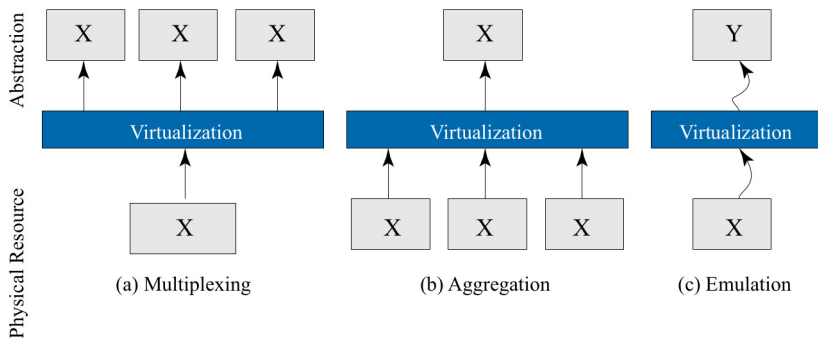 Abstraction
X X X X Y
Virtualization Virtualization Virtualization
Physical Resource
X X X X X
(a) Multiplexing (b) Aggregation (c) Emulation